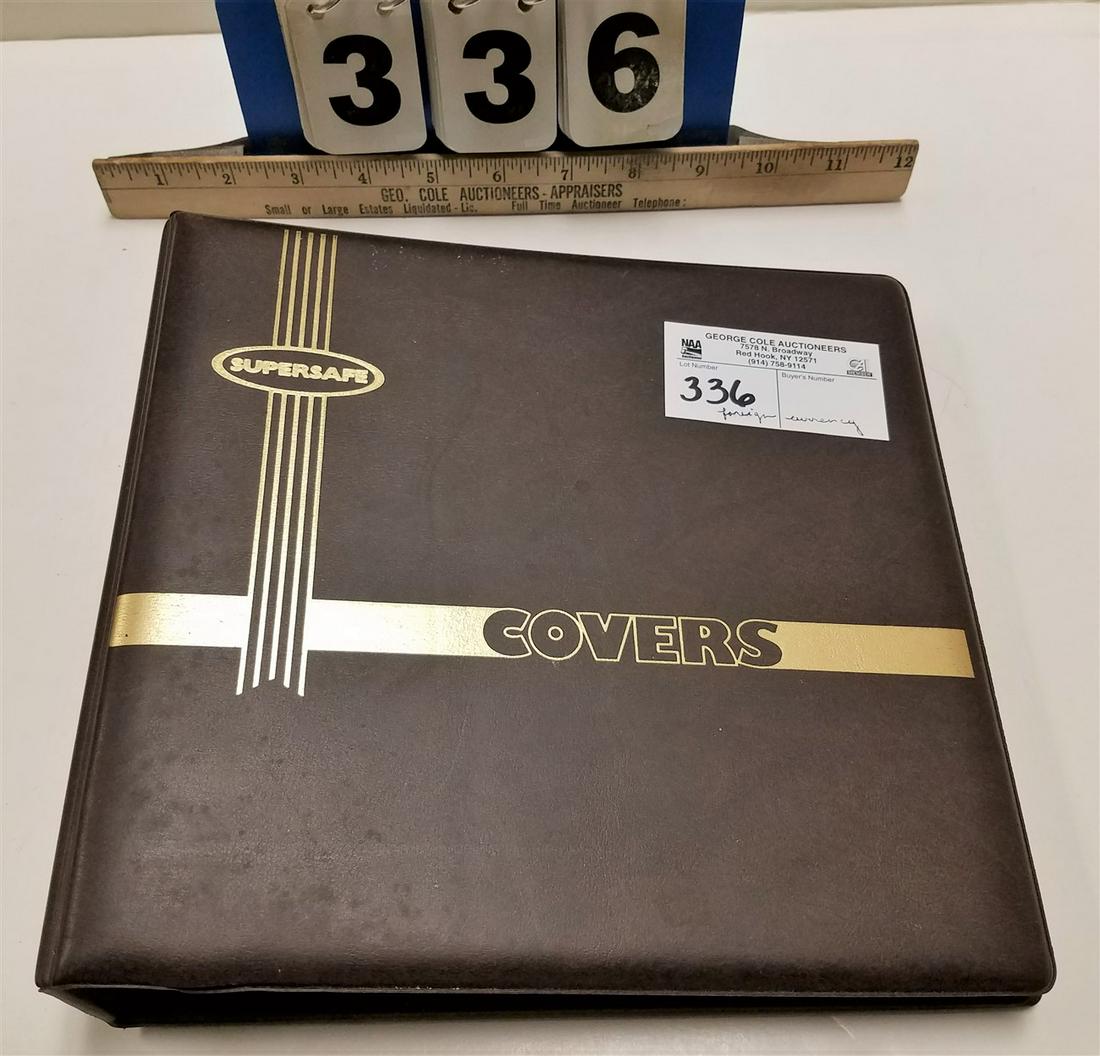 336
1 2 3 4 5 6 7 8 9 10 11 12
GEO. COLE AUCTIONEERS - APPRAISERS
Small or Large Estates Liquidated - Lic. Full Time Auctioneer Telephone:
SUPERSAFE
NAA
GEORGE COLE AUCTIONEERS
7578 N. Broadway
Red Hook, NY 12571
(914) 758-9114
Lot Number
Buyer's Number
336
foreign currency
COVERS